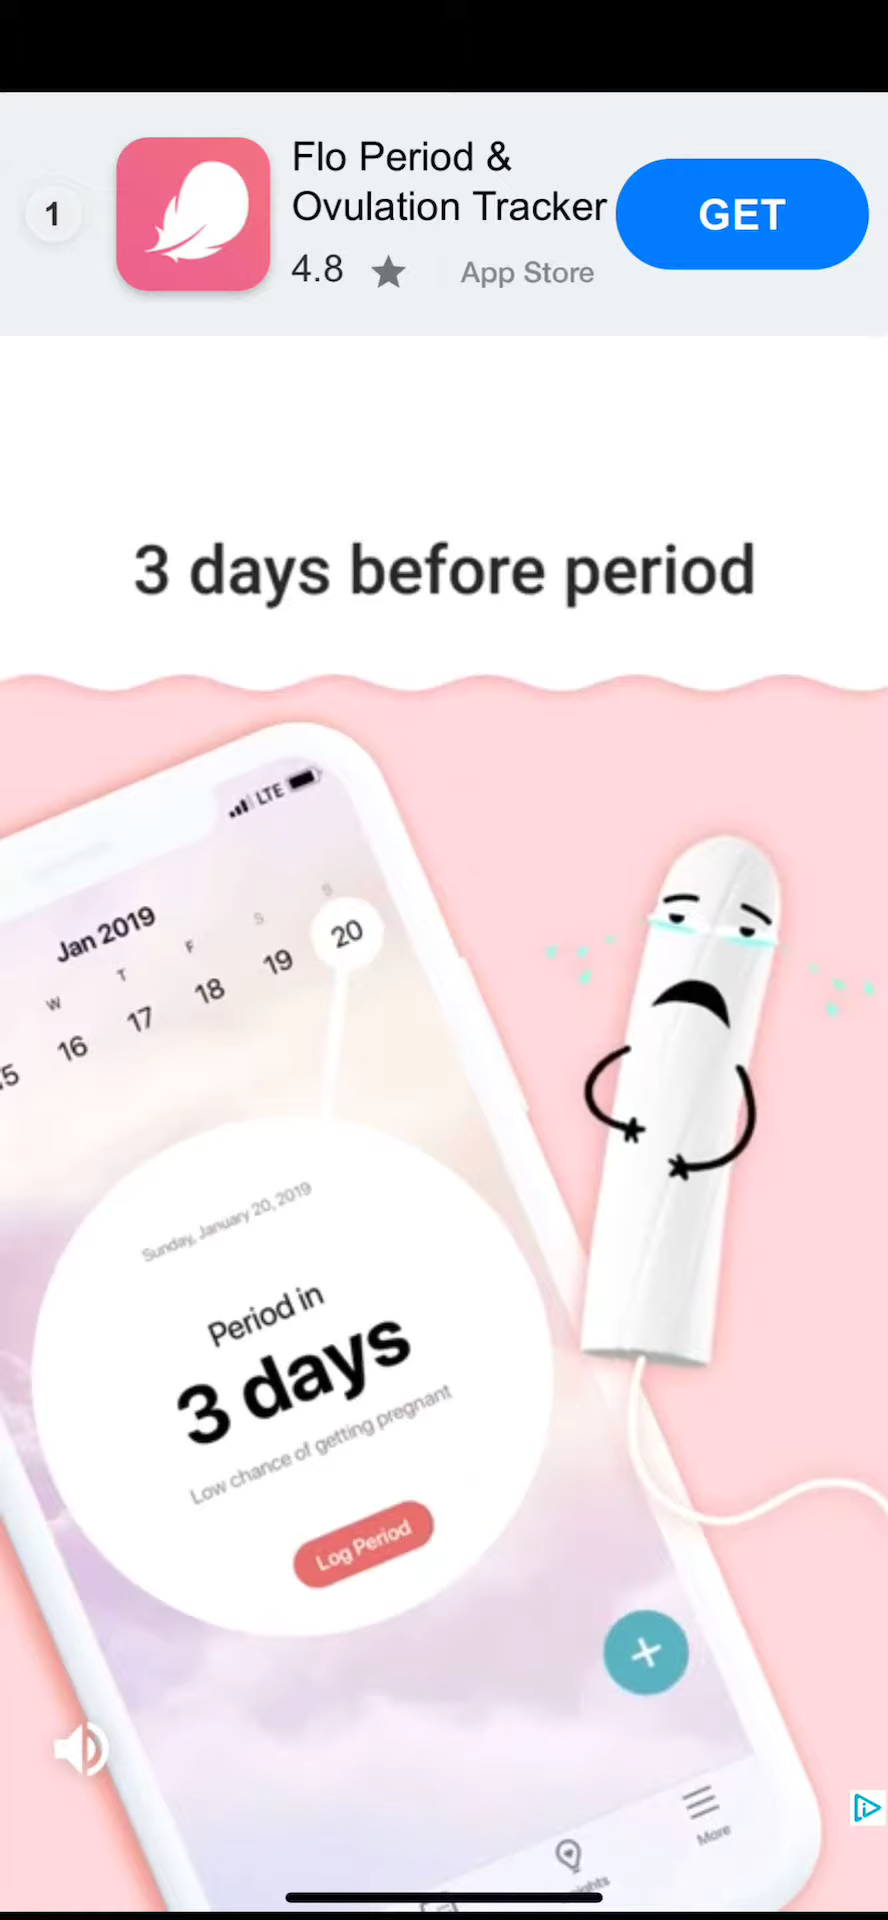 1
Flo Period &
Ovulation Tracker
4.8
App Store
GET
3 days before period
LTE
Jan 2019
W T F S S
16 17 18 19 20
Sunday, January 20, 2019
Period in
3 days
Low chance of getting pregnant
Log Period
+
More